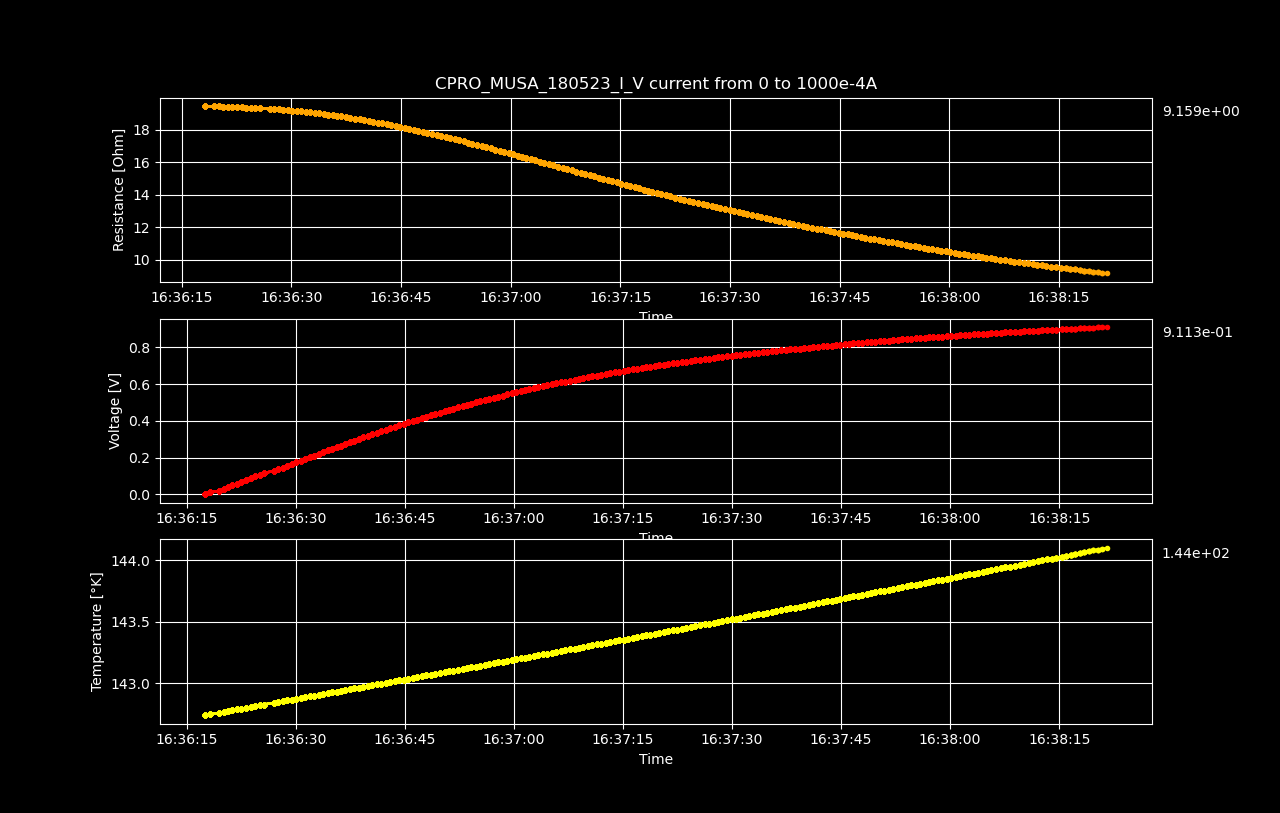 CPRO_MUSA_180523_I_V current from 0 to 1000e-4A
9.159e+00
Resistance [Ohm]
18
16
14
12
10
16:36:15 16:36:30 16:36:45 16:37:00 16:37:15 16:37:30 16:37:45 16:38:00 16:38:15
Time
9.113e-01
Voltage [V]
0.8
0.6
0.4
0.2
0.0
16:36:15 16:36:30 16:36:45 16:37:00 16:37:15 16:37:30 16:37:45 16:38:00 16:38:15
Time
1.44e+02
Temperature [°K]
144.0
143.5
143.0
16:36:15 16:36:30 16:36:45 16:37:00 16:37:15 16:37:30 16:37:45 16:38:00 16:38:15
Time